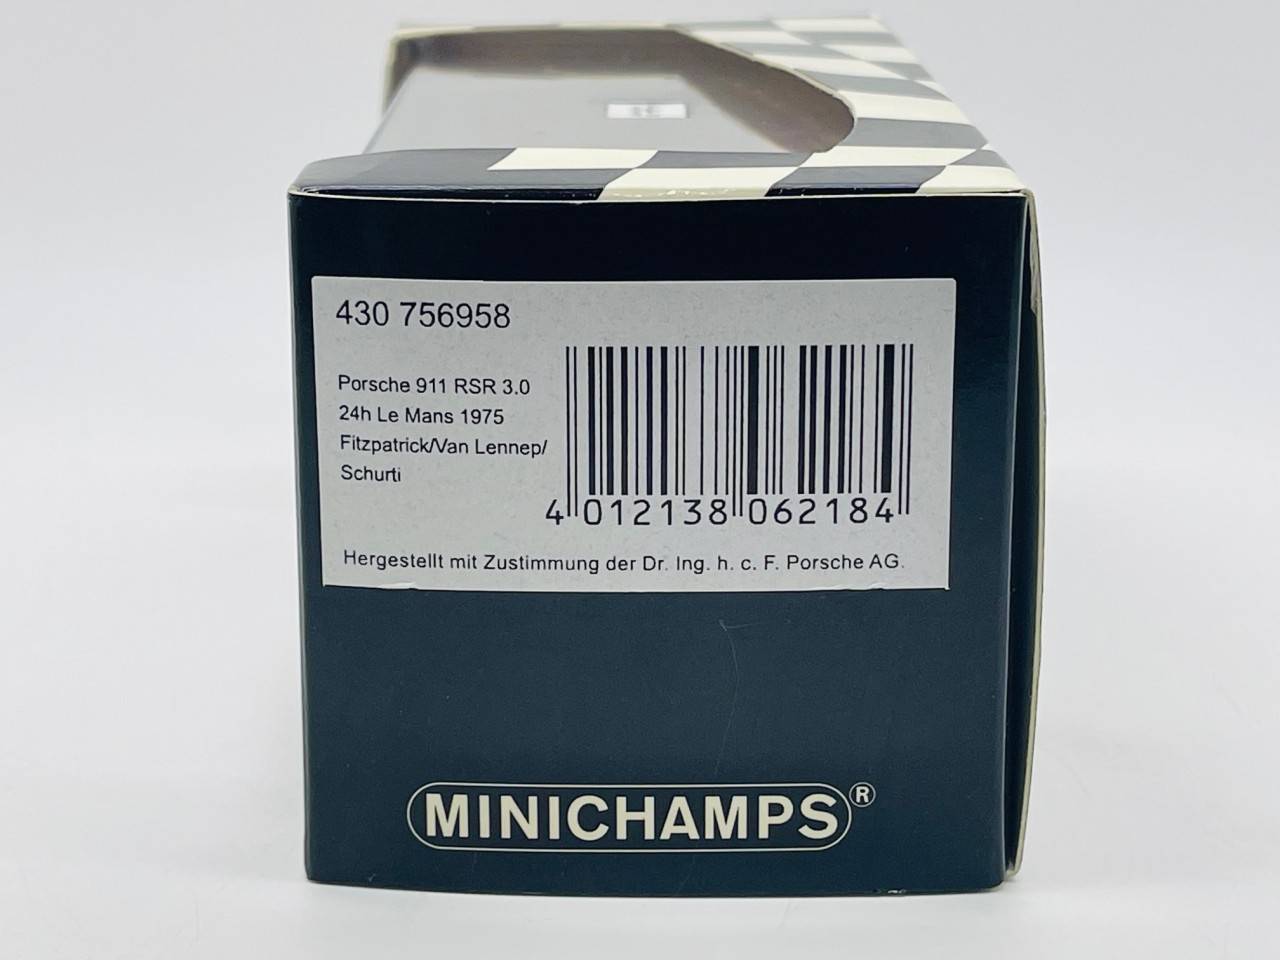 430 756958
Porsche 911 RSR 3.0
24h Le Mans 1975
Fitzpatrick/Van Lennep/
Schurti
4 012138 062184
Hergestellt mit Zustimmung der Dr. Ing. h. c. F. Porsche AG.
MINICHAMPS®